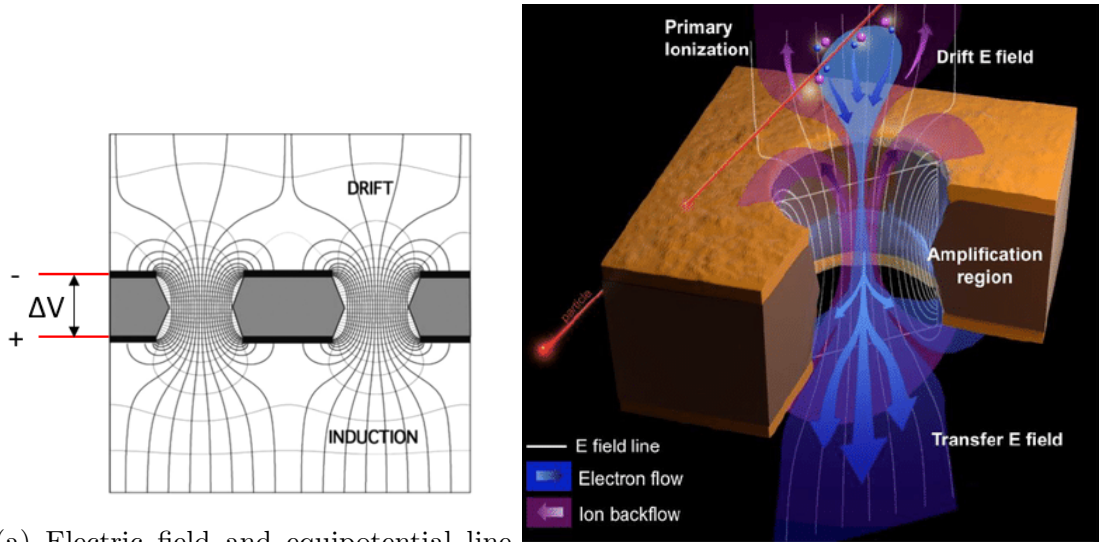 DRIFT
-
ΔV
+
INDUCTION
(a) Electric field and equipotential line
Primary
Ionization
Drift E field
Amplification
region
particle
Transfer E field
E field line
Electron flow
Ion backflow